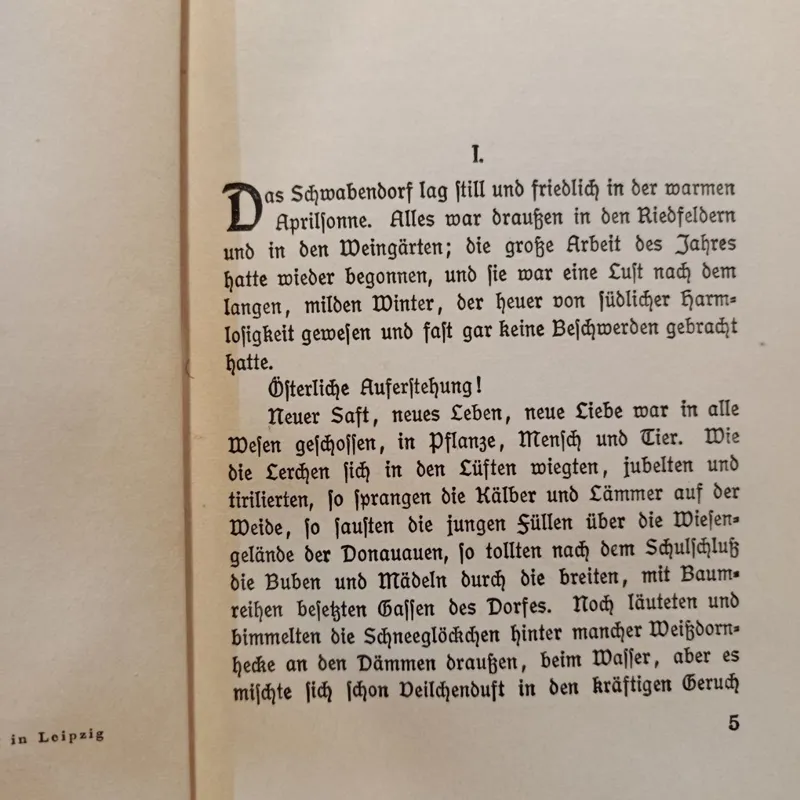 I.
Das Schwabendorf lag still und friedlich in der warmen
Aprilsonne. Alles war draußen in den Riedfeldern
und in den Weingärten; die große Arbeit des Jahres
hatte wieder begonnen, und sie war eine Lust nach dem
langen, milden Winter, der heuer von südlicher Harm-
losigkeit gewesen und fast gar keine Beschwerden gebracht
hatte.
Österliche Auferstehung!
Neuer Saft, neues Leben, neue Liebe war in alle
Wesen geschossen, in Pflanze, Mensch und Tier. Wie
die Lerchen sich in den Lüften wiegten, jubelten und
tirilierten, so sprangen die Kälber und Lämmer auf der
Weide, so sausten die jungen Füllen über die Wiesen-
gelände der Donauauen, so tollten nach dem Schulschluß
die Buben und Mädeln durch die breiten, mit Baum-
reihen besetzten Gassen des Dorfes. Noch läuteten und
bimmelten die Schneeglöckchen hinter mancher Weißdorn-
hecke an den Dämmen draußen, beim Wasser, aber es
mischte sich schon Veilchenduft in den kräftigen Geruch
5
in Leipzig